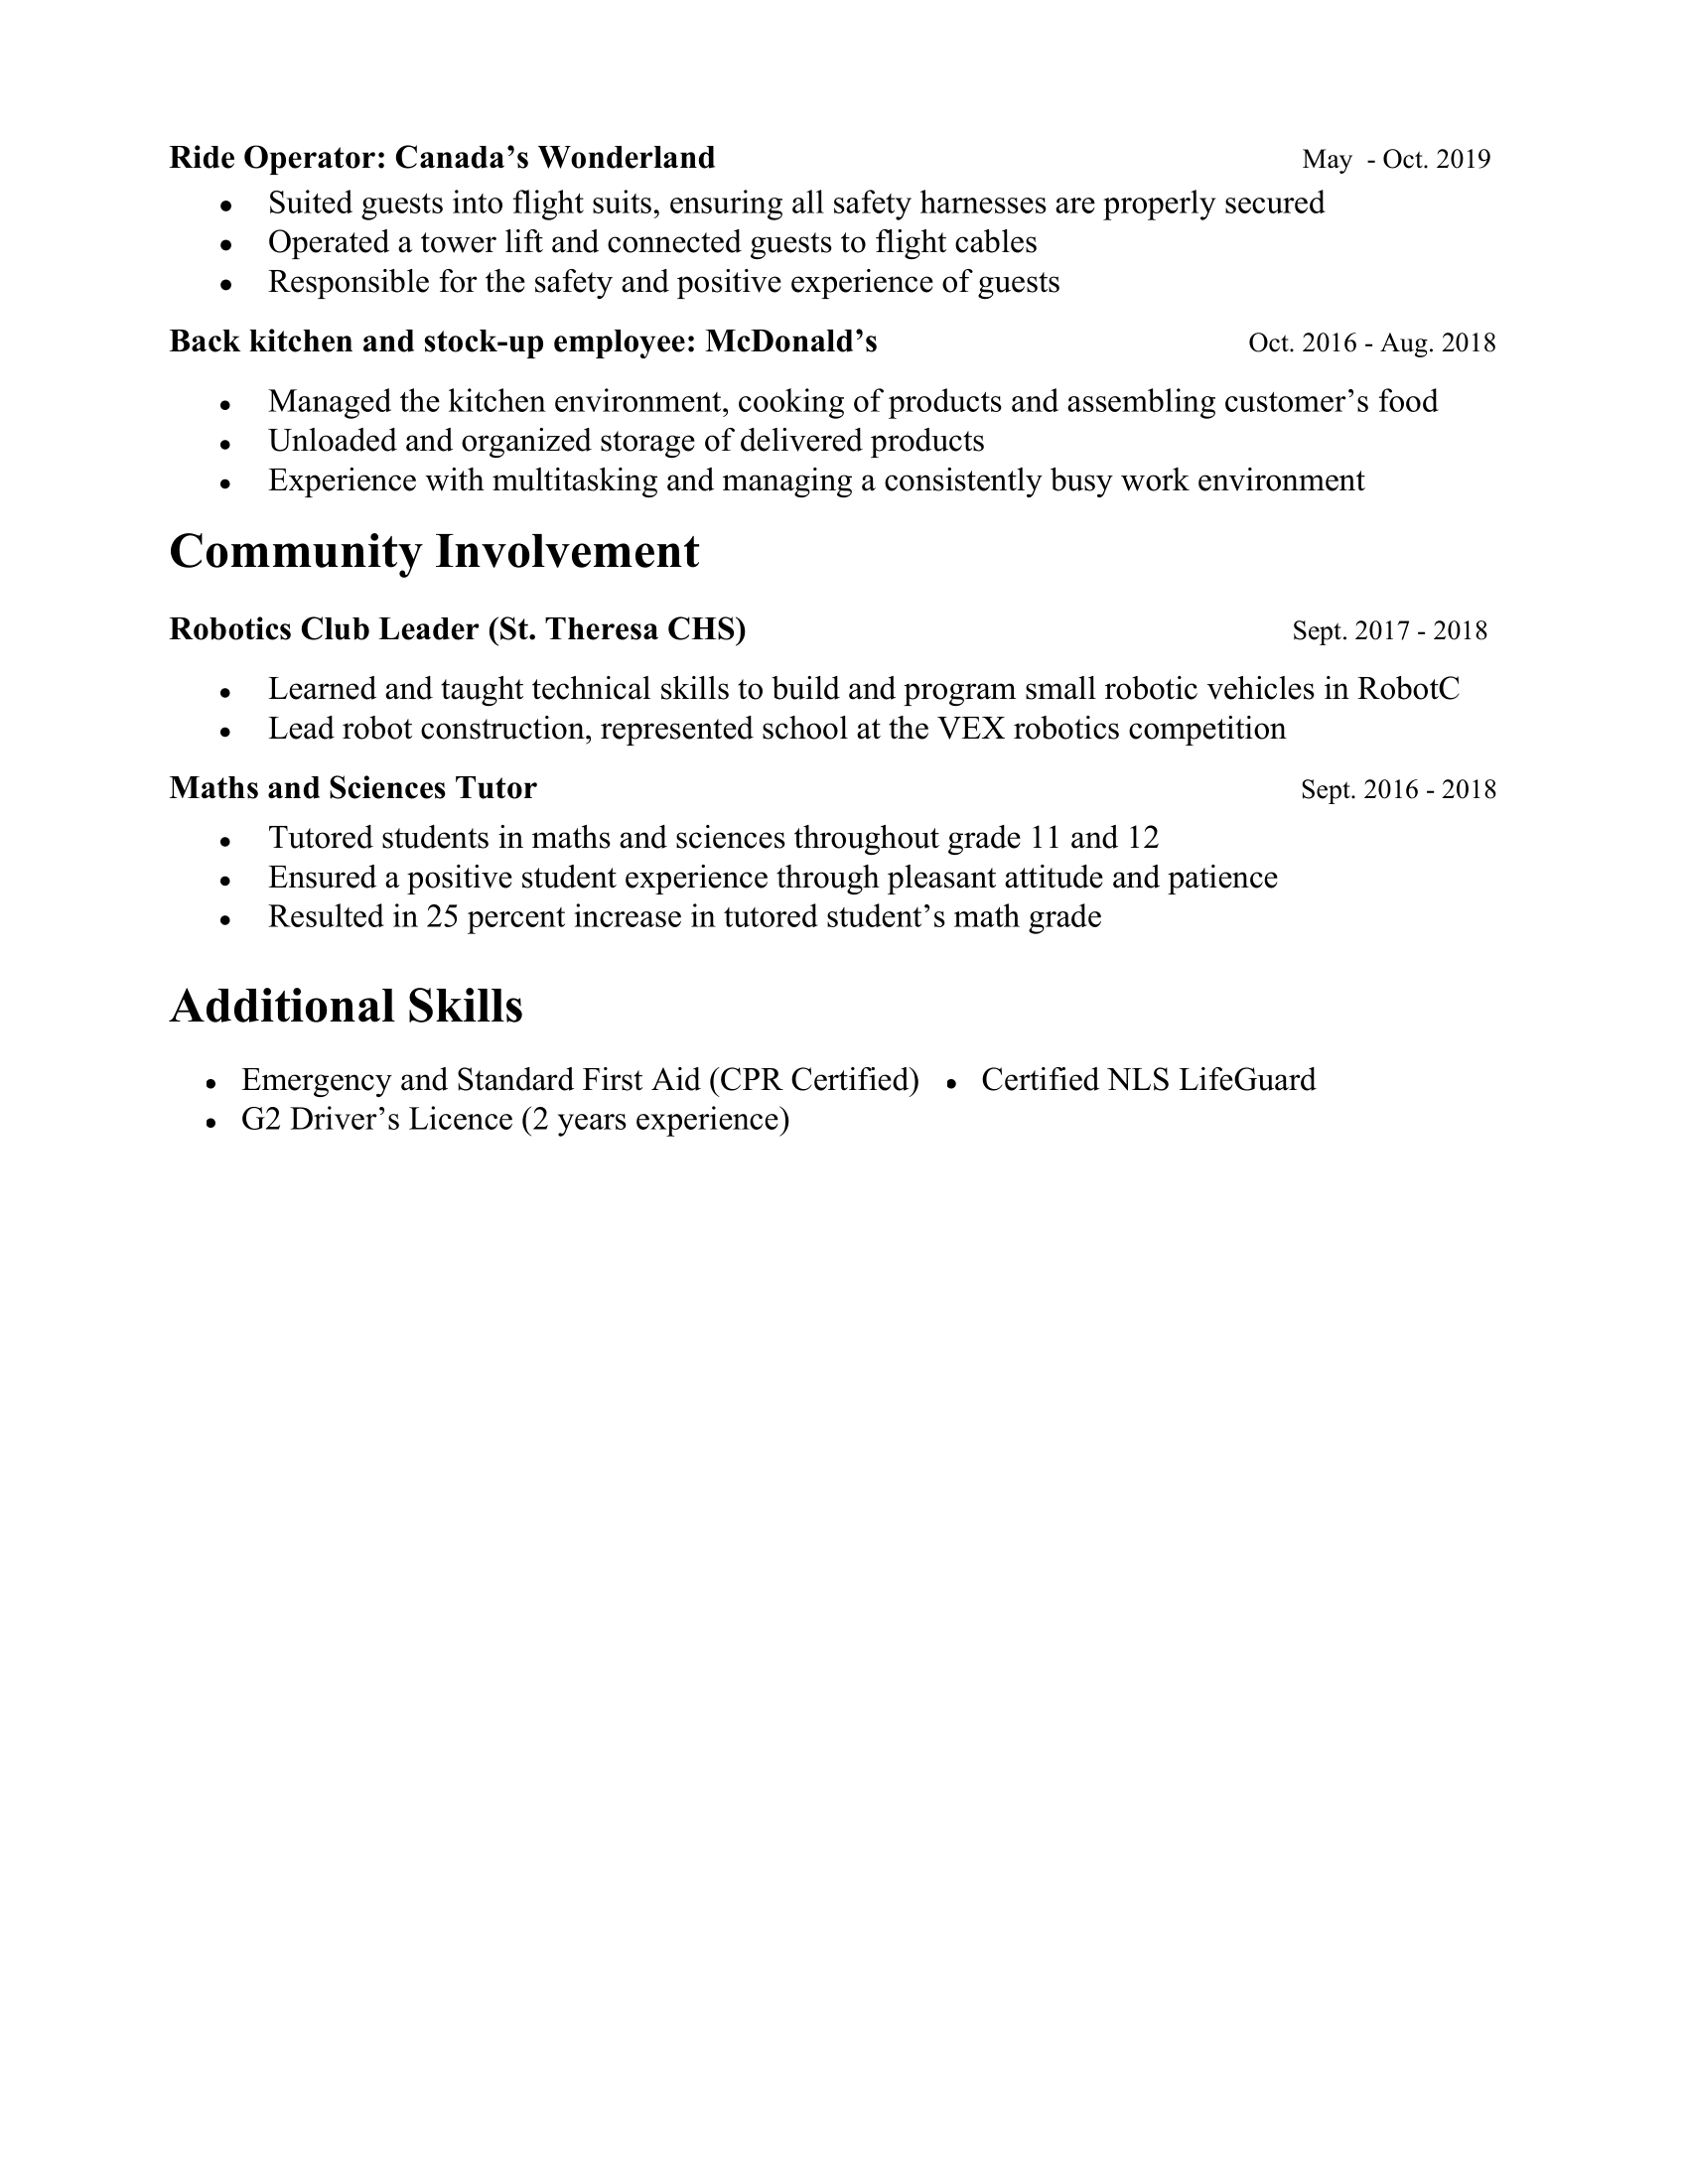 Ride Operator: Canada’s Wonderland May  - Oct. 2019
● Suited guests into flight suits, ensuring all safety harnesses are properly secured
● Operated a tower lift and connected guests to flight cables
● Responsible for the safety and positive experience of guests
Back kitchen and stock-up employee: McDonald’s Oct. 2016 - Aug. 2018
● Managed the kitchen environment, cooking of products and assembling customer’s food
● Unloaded and organized storage of delivered products
● Experience with multitasking and managing a consistently busy work environment
Community Involvement
Robotics Club Leader (St. Theresa CHS) Sept. 2017 - 2018
● Learned and taught technical skills to build and program small robotic vehicles in RobotC
● Lead robot construction, represented school at the VEX robotics competition
Maths and Sciences Tutor Sept. 2016 - 2018
● Tutored students in maths and sciences throughout grade 11 and 12
● Ensured a positive student experience through pleasant attitude and patience
● Resulted in 25 percent increase in tutored student’s math grade
Additional Skills
● Emergency and Standard First Aid (CPR Certified) ● Certified NLS LifeGuard
● G2 Driver’s Licence (2 years experience)